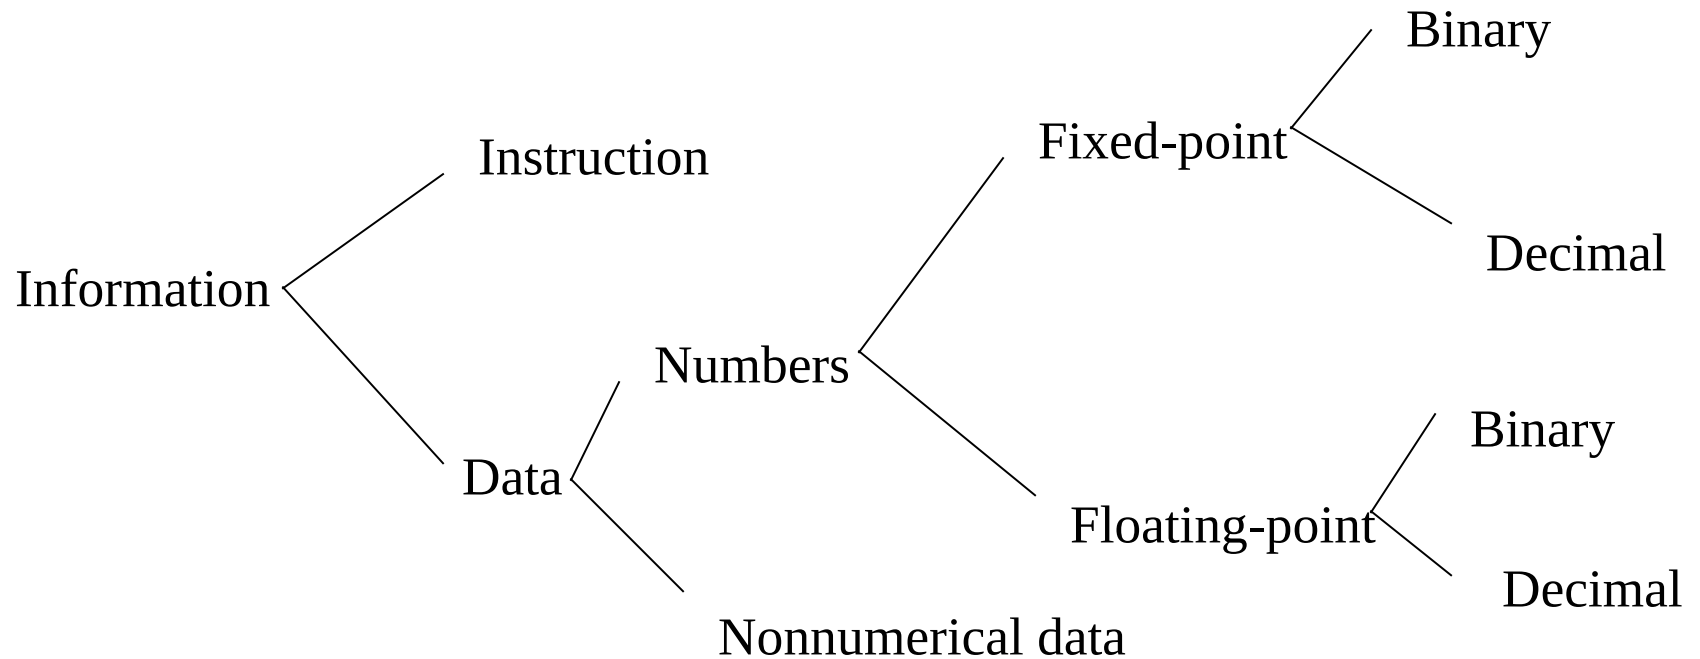 Binary
Fixed-point
Instruction
Decimal
Information
Numbers
Binary
Data
Floating-point
Decimal
Nonnumerical data